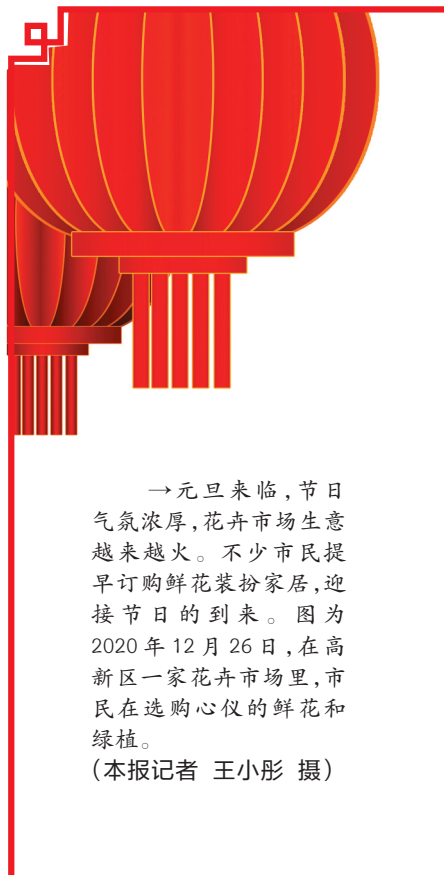 →元旦来临,节日
气氛浓厚,花卉市场生意
越来越火。不少市民提
早订购鲜花装扮家居,迎
接节日的到来。图为
2020年12月26日,在高
新区一家花卉市场里,市
民在选购心仪的鲜花和
绿植。
(本报记者 王小彤 摄)